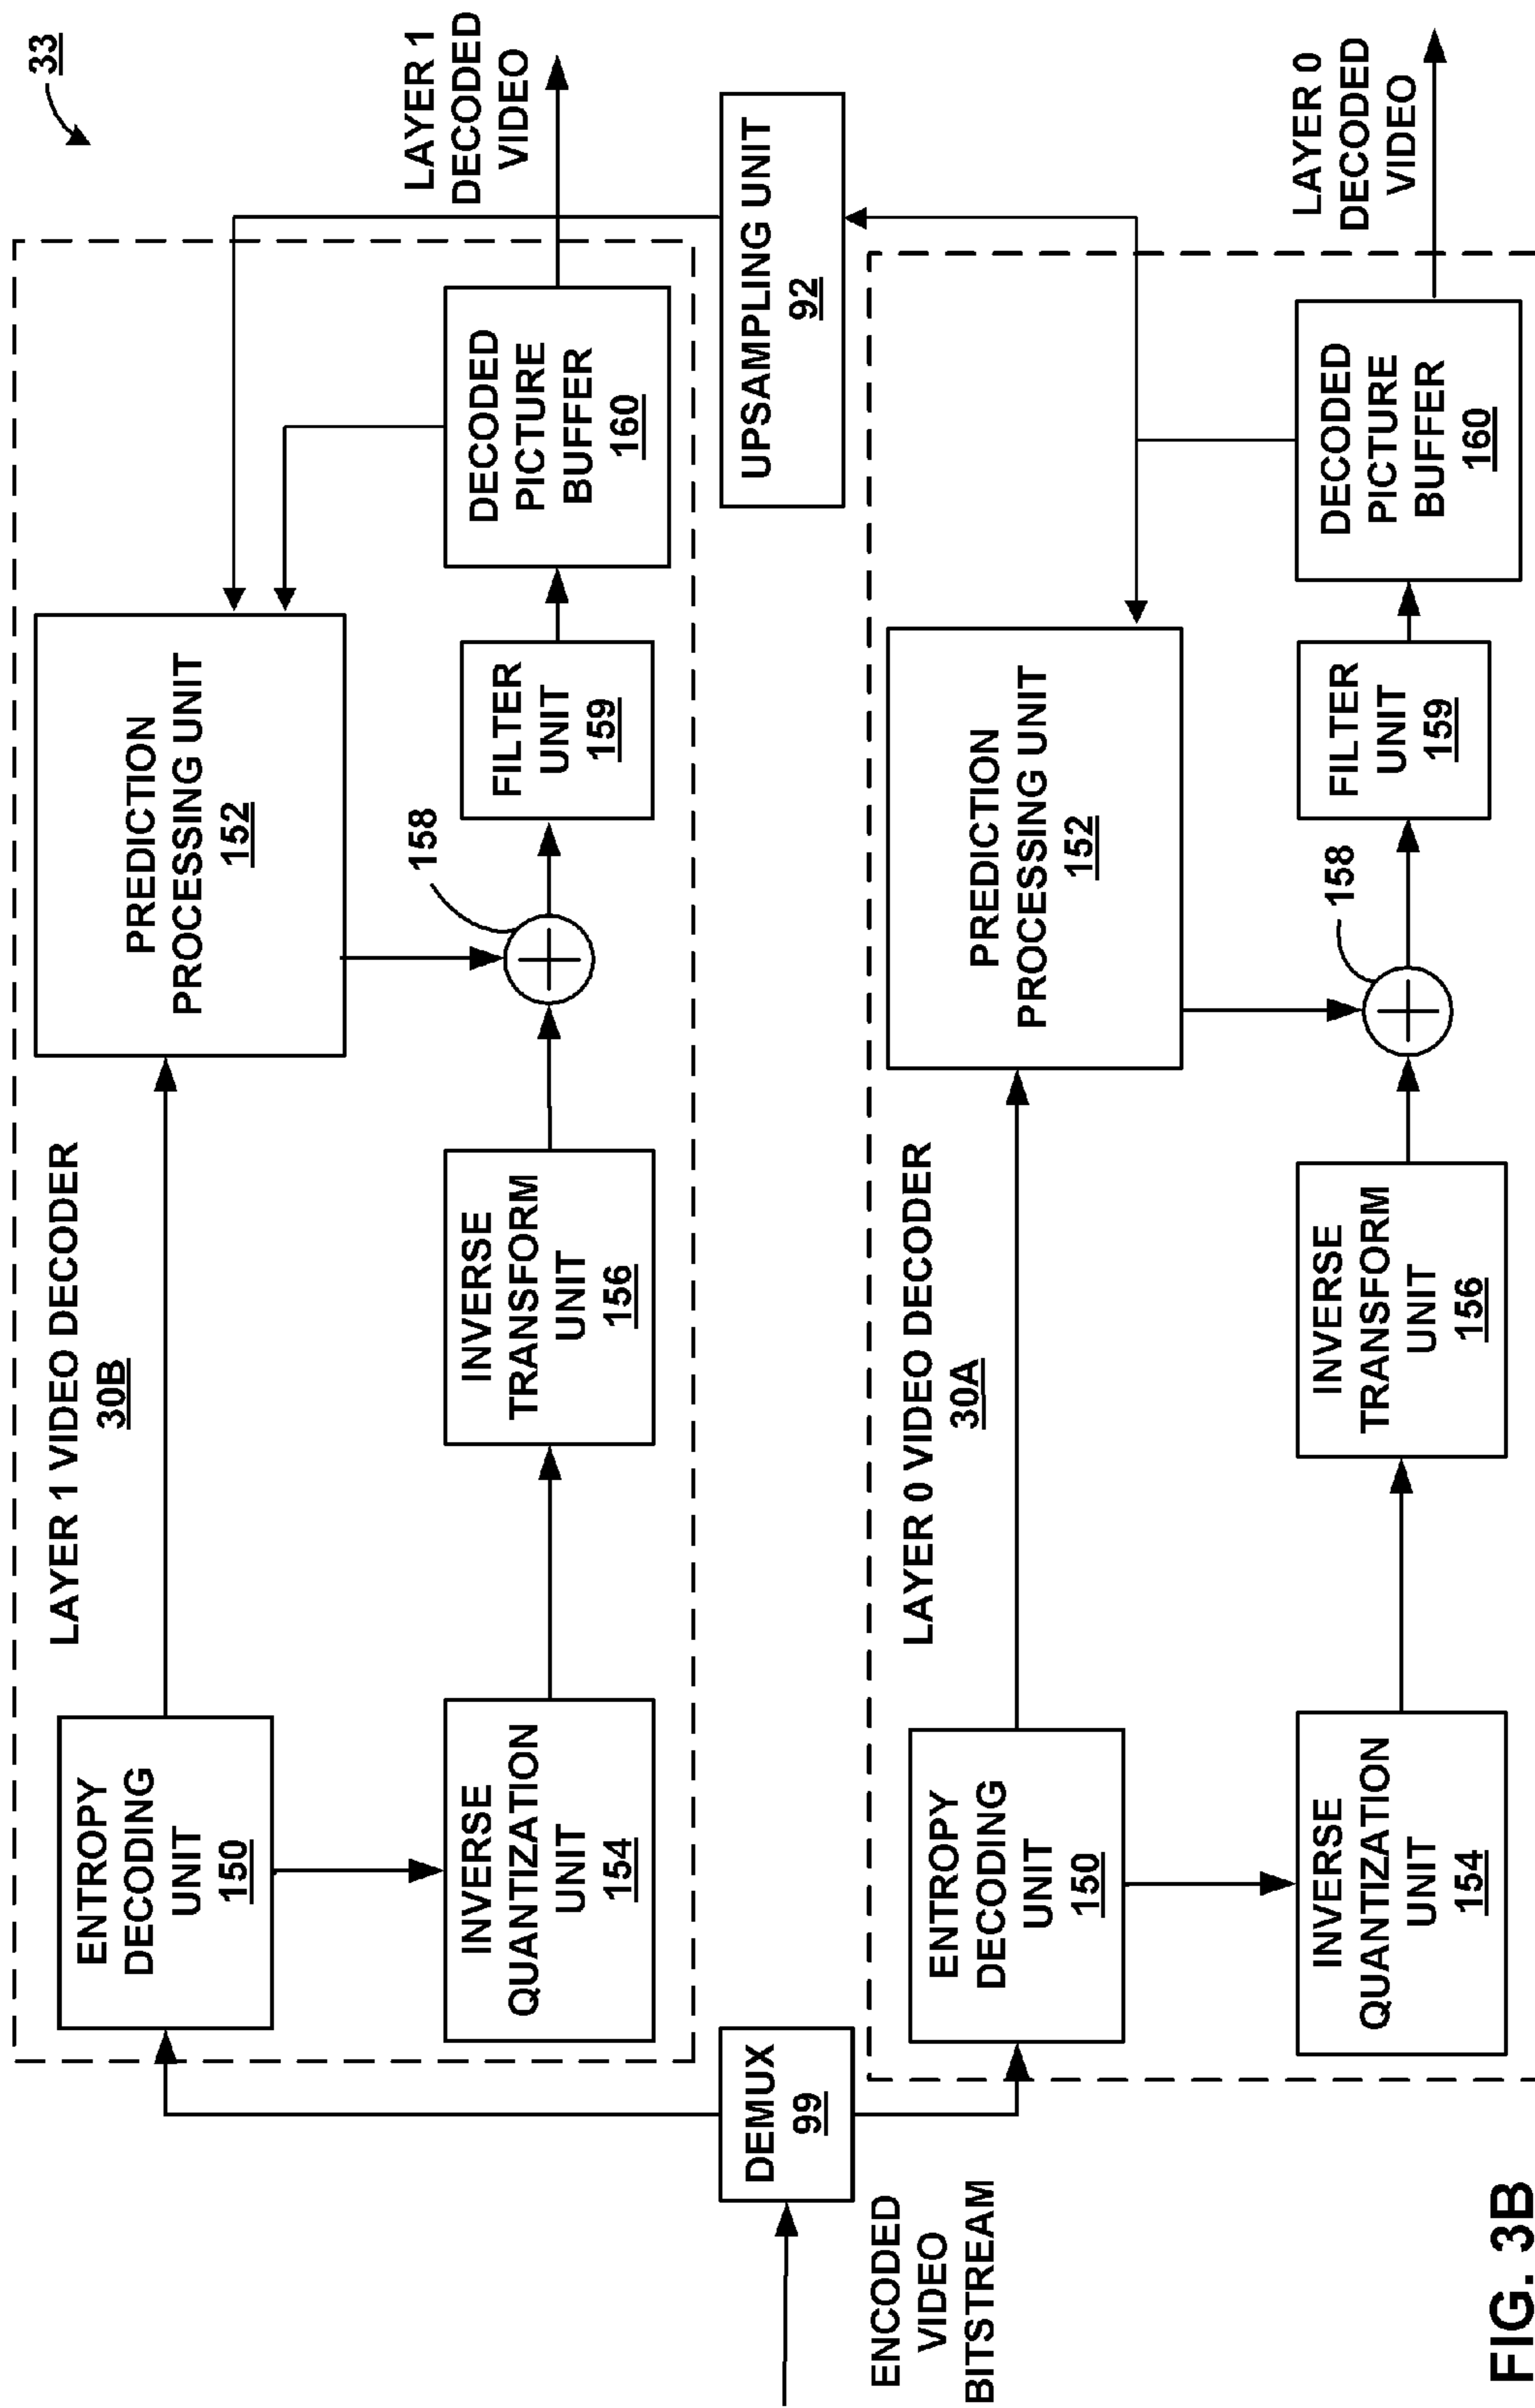 33
LAYER 1 VIDEO DECODER
30B
ENTROPY
DECODING
UNIT
150
PREDICTION
PROCESSING UNIT
152
LAYER 1
DECODED
VIDEO
INVERSE
QUANTIZATION
UNIT
154
INVERSE
TRANSFORM
UNIT
156
158
FILTER
UNIT
159
DECODED
PICTURE
BUFFER
160
DEMUX
99
UPSAMPLING UNIT
92
ENCODED
VIDEO
BITSTREAM
LAYER 0 VIDEO DECODER
30A
ENTROPY
DECODING
UNIT
150
PREDICTION
PROCESSING UNIT
152
LAYER 0
DECODED
VIDEO
INVERSE
QUANTIZATION
UNIT
154
INVERSE
TRANSFORM
UNIT
156
158
FILTER
UNIT
159
DECODED
PICTURE
BUFFER
160
FIG. 3B